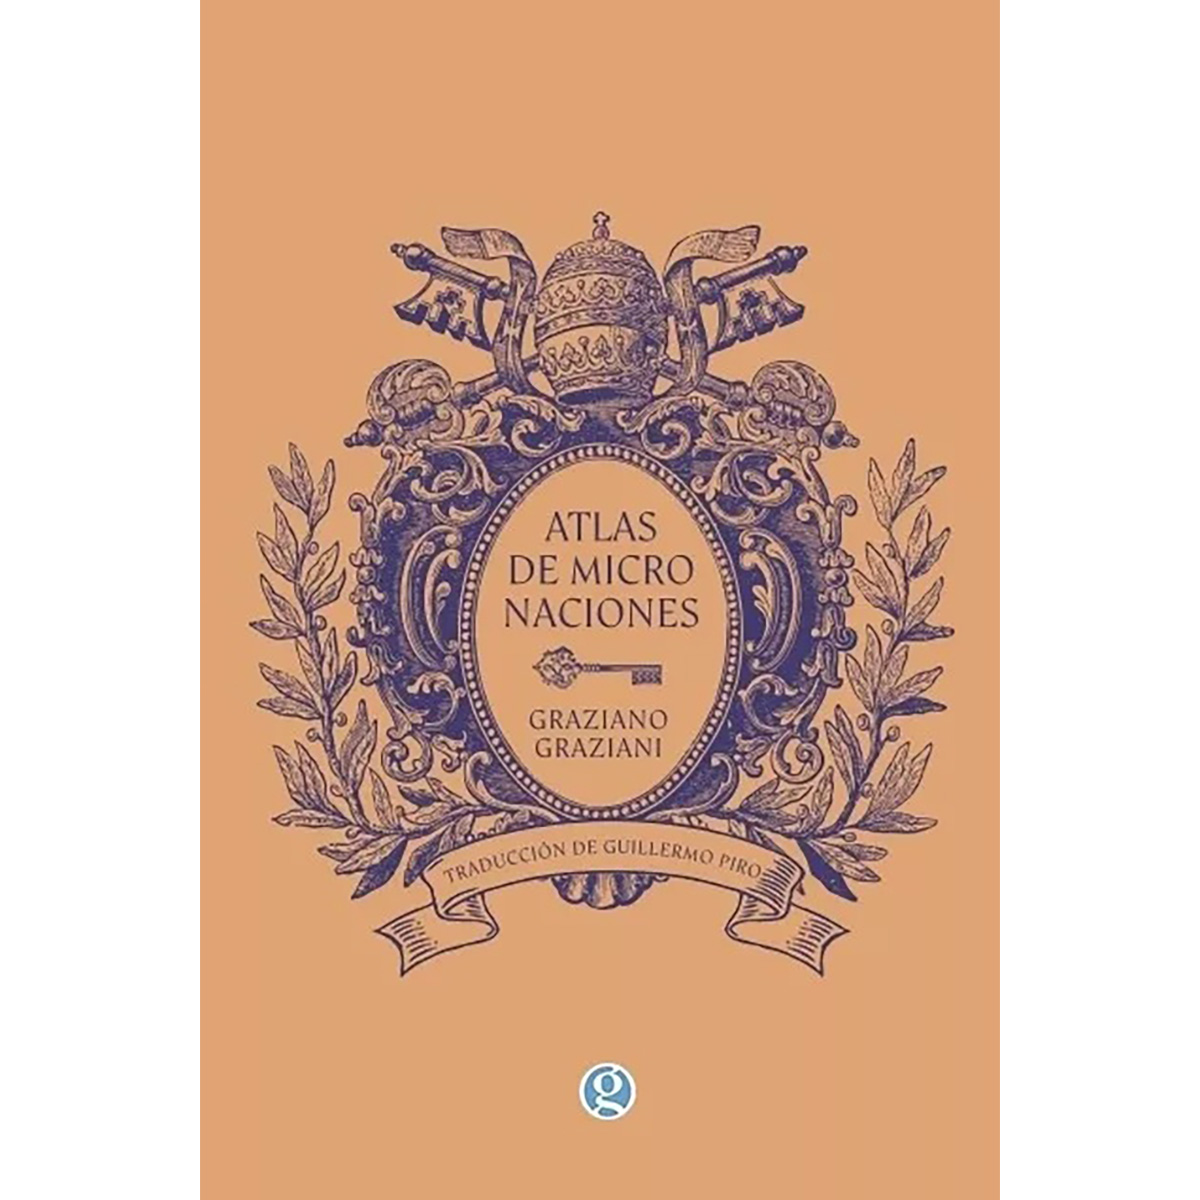 ATLAS
DE MICRO
NACIONES
GRAZIANO
GRAZIANI
TRADUCCIÓN DE GUILLERMO PIRO
g